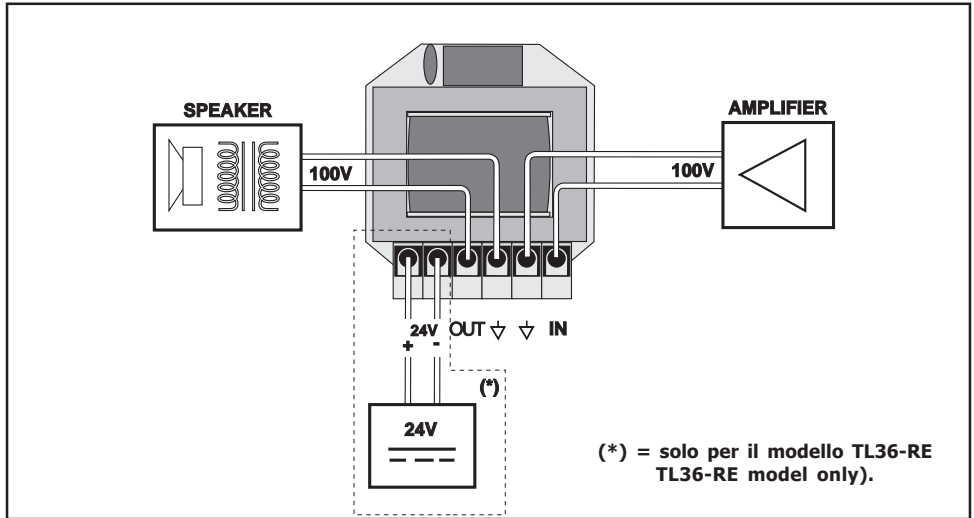 SPEAKER
AMPLIFIER
100V
100V
24V
OUT
IN
+
-
(*)
24V
(*) = solo per il modello TL36-RE
TL36-RE model only).